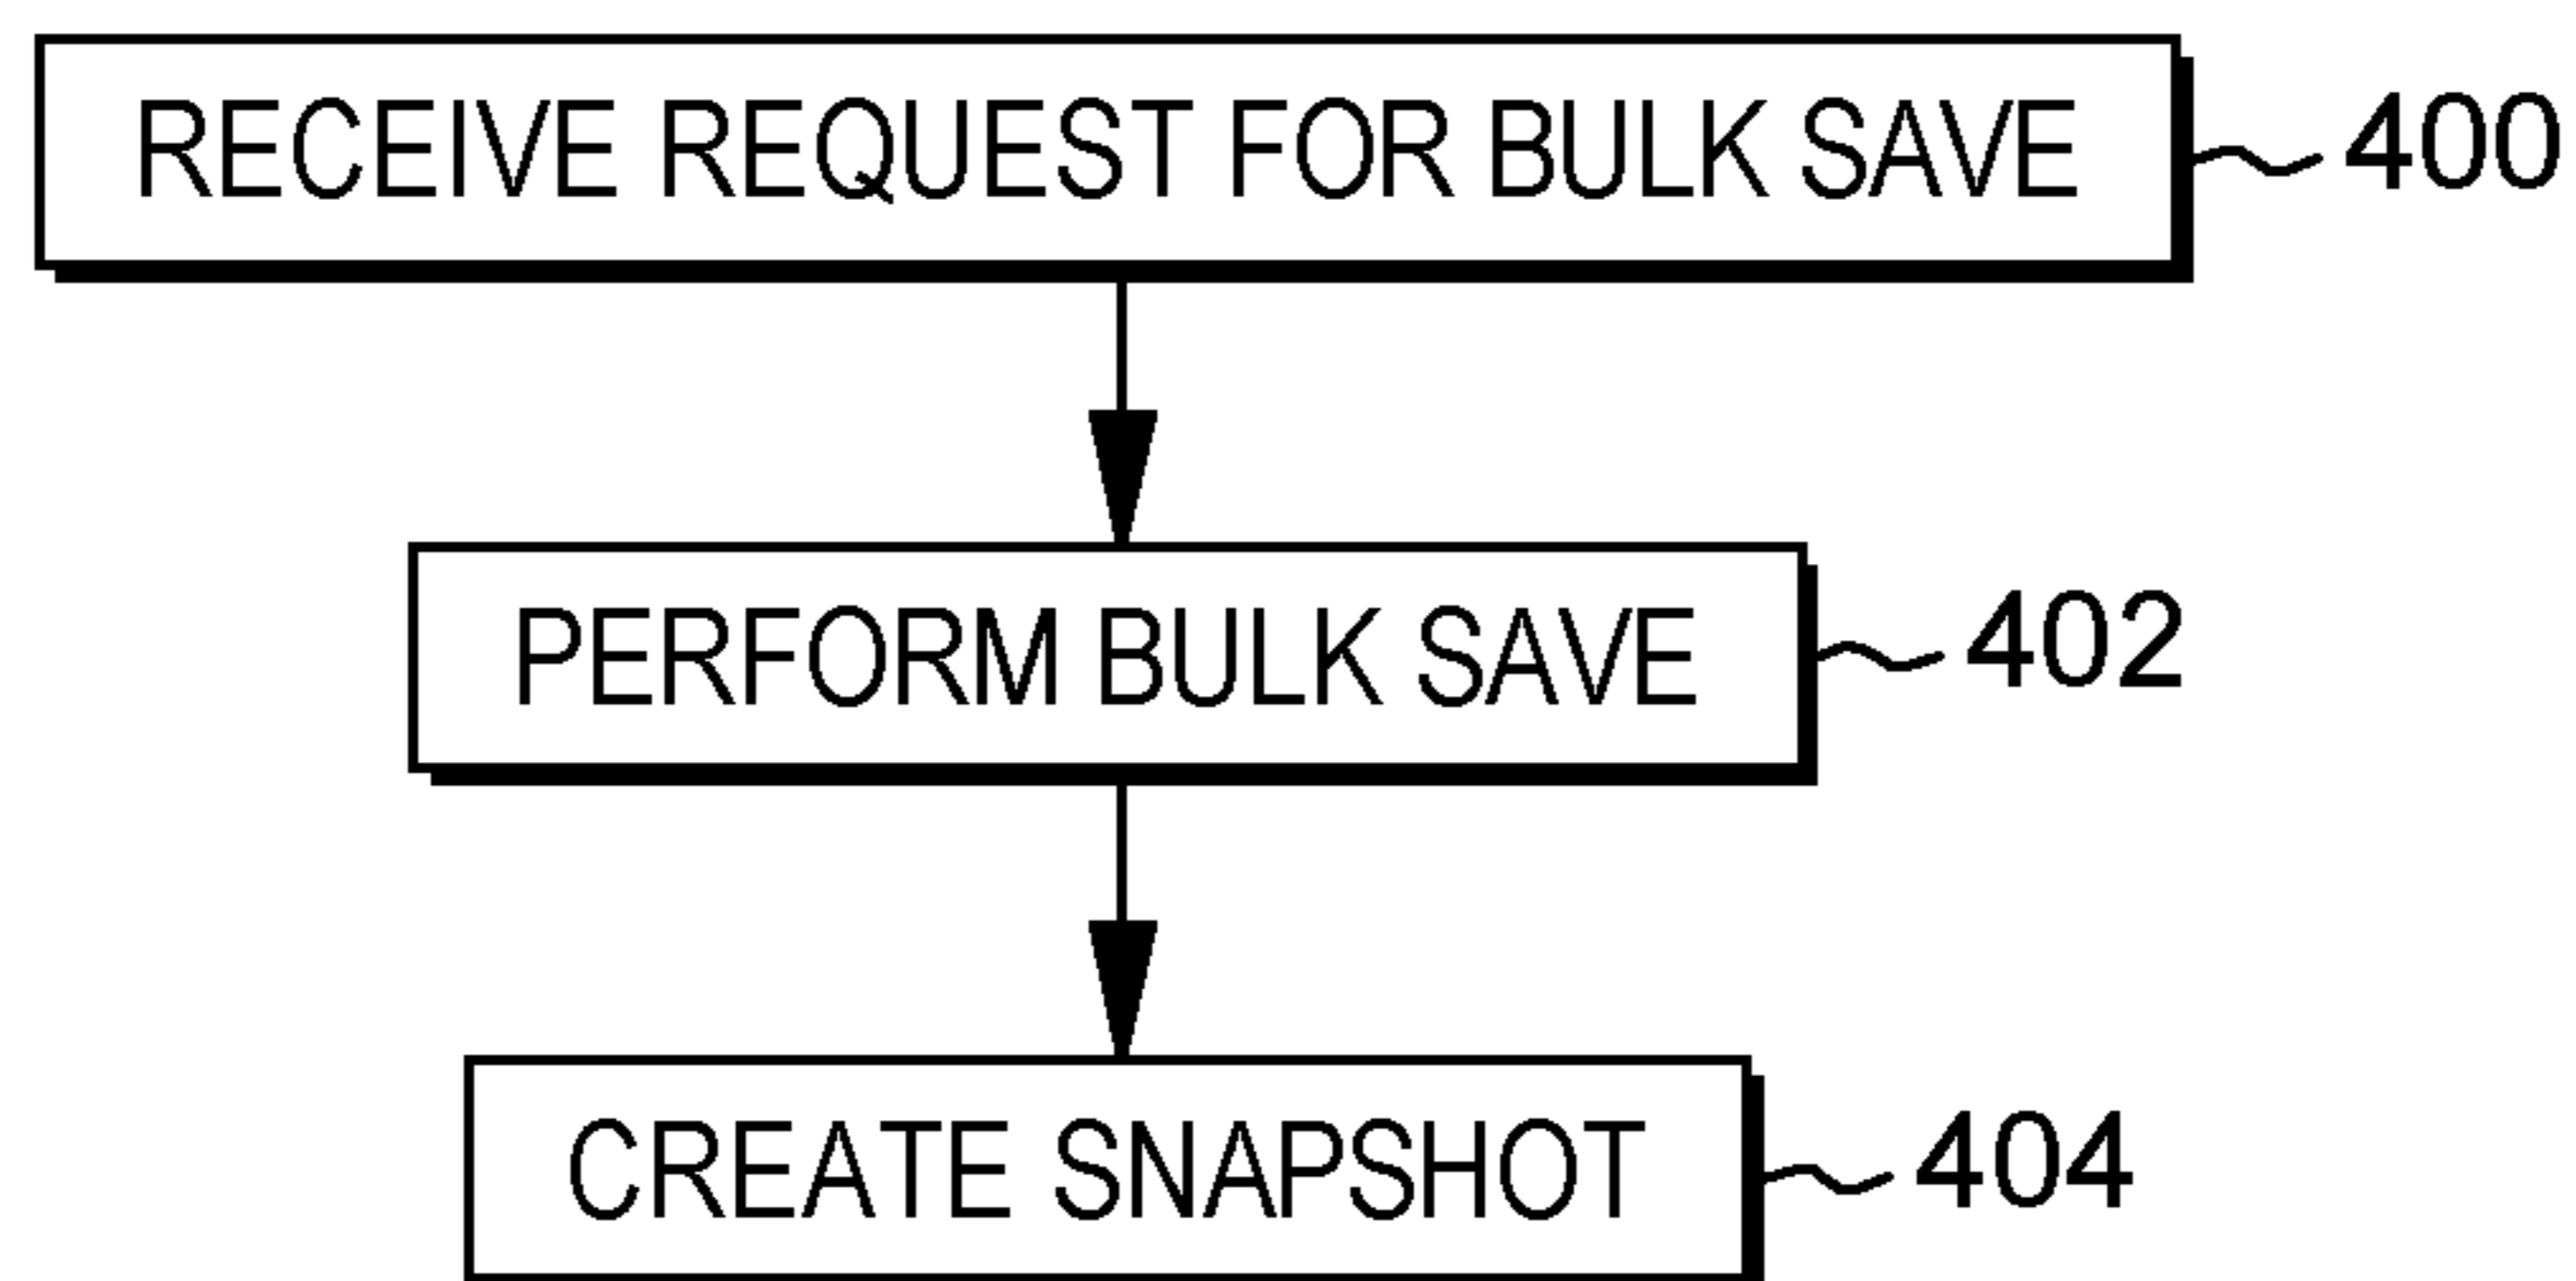 RECEIVE REQUEST FOR BULK SAVE 400
PERFORM BULK SAVE 402
CREATE SNAPSHOT 404